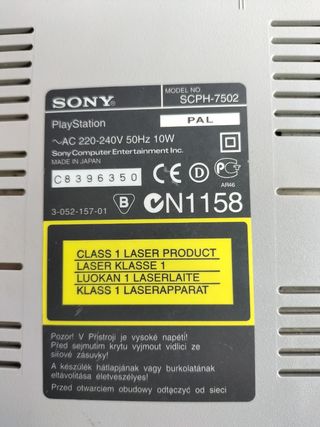 SONY
MODEL NO.
SCPH-7502
PlayStation
PAL
~AC 220-240V 50Hz 10W
Sony Computer Entertainment Inc.
MADE IN JAPAN
C8396350
CE D PC
AR46
3-052-157-01
B
N1158
CLASS 1 LASER PRODUCT
LASER KLASSE 1
LUOKAN 1 LASERLAITE
KLASS 1 LASERAPPARAT
Pozor! V Přístroji je vysoké napětí!
Před sejmutím krytu vyjmout vidlici ze
síťové zásuvky!
A készülék hátlapjának vagy burkolatának
eltávolítása életveszélyes!
Przed otwarciem obudowy odłączyć od sieci